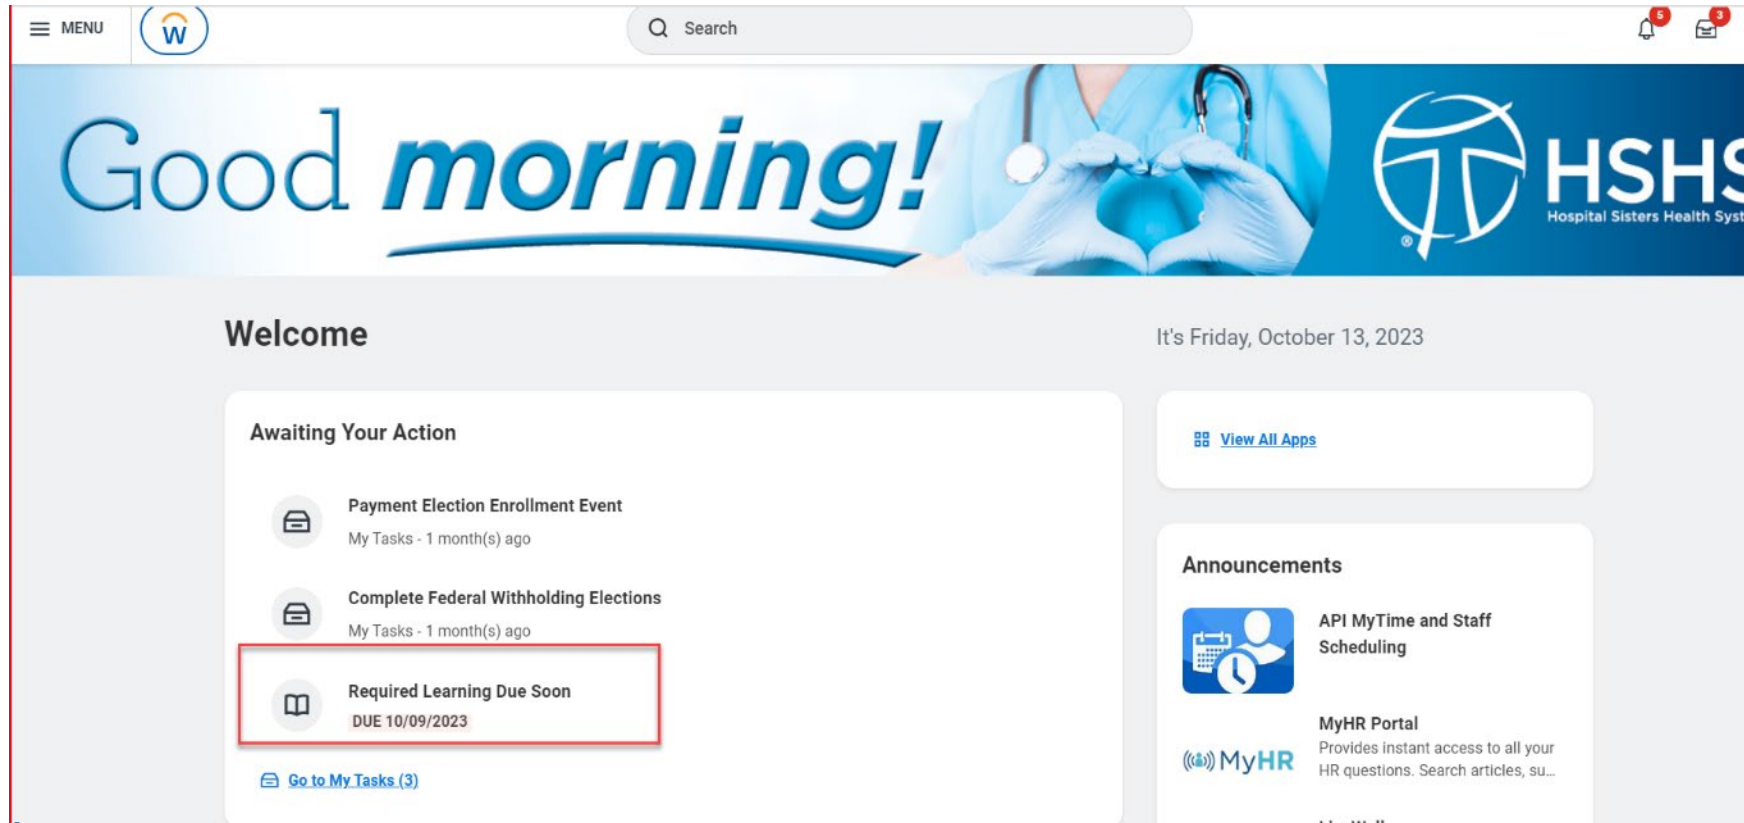 MENU
Search
5
3
Good morning!
HSHS
Hospital Sisters Health Syst
Welcome
It's Friday, October 13, 2023
Awaiting Your Action
Payment Election Enrollment Event
My Tasks - 1 month(s) ago
Complete Federal Withholding Elections
My Tasks - 1 month(s) ago
Required Learning Due Soon
DUE 10/09/2023
Go to My Tasks (3)
View All Apps
Announcements
API MyTime and Staff
Scheduling
MyHR
MyHR Portal
Provides instant access to all your
HR questions. Search articles, su...